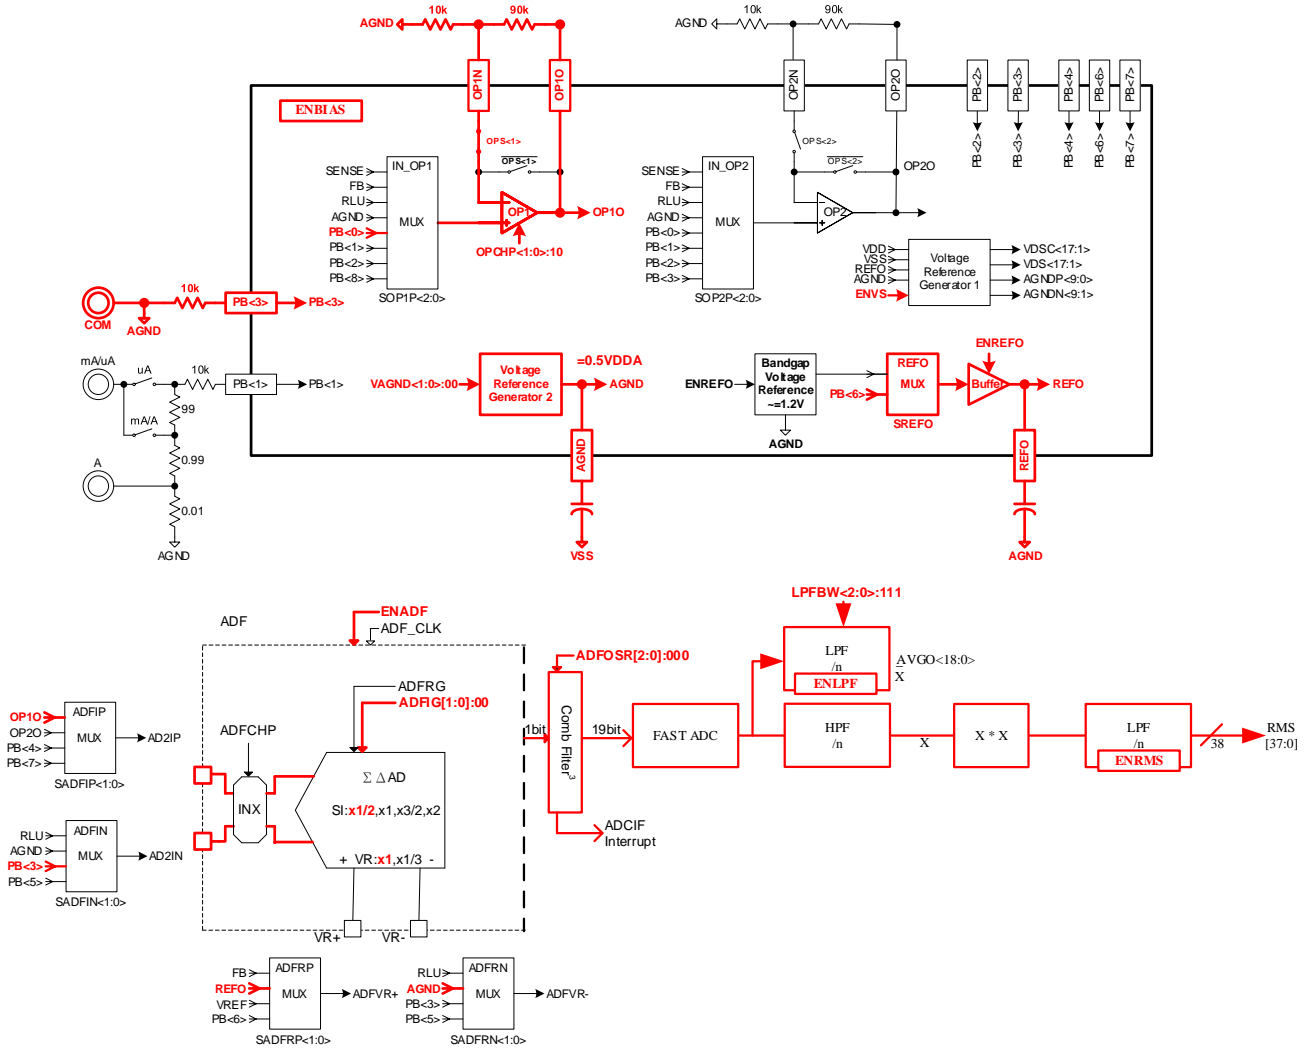 AGND
10k
90k
AGND
10k
90k
OP1N
OP1O
OP2N
OP2O
PB<2>
PB<3>
PB<4>
PB<6>
PB<7>
ENBIAS
OPS<1>
OPS<1>
OPS<2>
OPS<2>
PB<2>
PB<3>
PB<4>
PB<6>
PB<7>
IN_OP1
MUX
SENSE
FB
RLU
AGND
PB<0>
PB<1>
PB<2>
PB<8>
SOP1P<2:0>
OP1
OP1O
OPCHP<1:0>:10
IN_OP2
MUX
SENSE
FB
RLU
AGND
PB<0>
PB<1>
PB<2>
PB<3>
SOP2P<2:0>
OP2
OP2O
VDD
VSS
REFO
AGND
ENVS
Voltage
Reference
Generator 1
VDSC<17:1>
VDS<17:1>
AGNDP<9:0>
AGNDN<9:1>
COM
AGND
10k
PB<3>
PB<3>
mA/uA
uA
10k
PB<1>
PB<1>
99
mA/A
A
0.99
0.01
AGND
VAGND<1:0>:00
Voltage
Reference
Generator 2
=0.5VDDA
AGND
AGND
VSS
ENREFO
Bandgap
Voltage
Reference
~=1.2V
AGND
PB<6>
REFO
MUX
SREFO
ENREFO
Buffer
REFO
REFO
AGND
ADF
ENADF
ADF_CLK
ADFRG
ADFIG[1:0]:00
ADFCHP
INX
Σ Δ AD
SI:x1/2,x1,x3/2,x2
+ VR:x1,x1/3 -
VR+
VR-
OP1O
OP2O
PB<4>
PB<7>
ADFIP
MUX
AD2IP
SADFIP<1:0>
RLU
AGND
PB<3>
PB<5>
ADFIN
MUX
AD2IN
SADFIN<1:0>
FB
REFO
VREF
PB<6>
ADFRP
MUX
ADFVR+
SADFRP<1:0>
RLU
AGND
PB<3>
PB<5>
ADFRN
MUX
ADFVR-
SADFRN<1:0>
ADFOSR[2:0]:000
1bit
Comb Filter3
19bit
ADCIF
Interrupt
FAST ADC
LPFBW<2:0>:111
LPF
/n
ENLPF
AVGO<18:0>
X
HPF
/n
X
X * X
LPF
/n
ENRMS
38
RMS
[37:0]